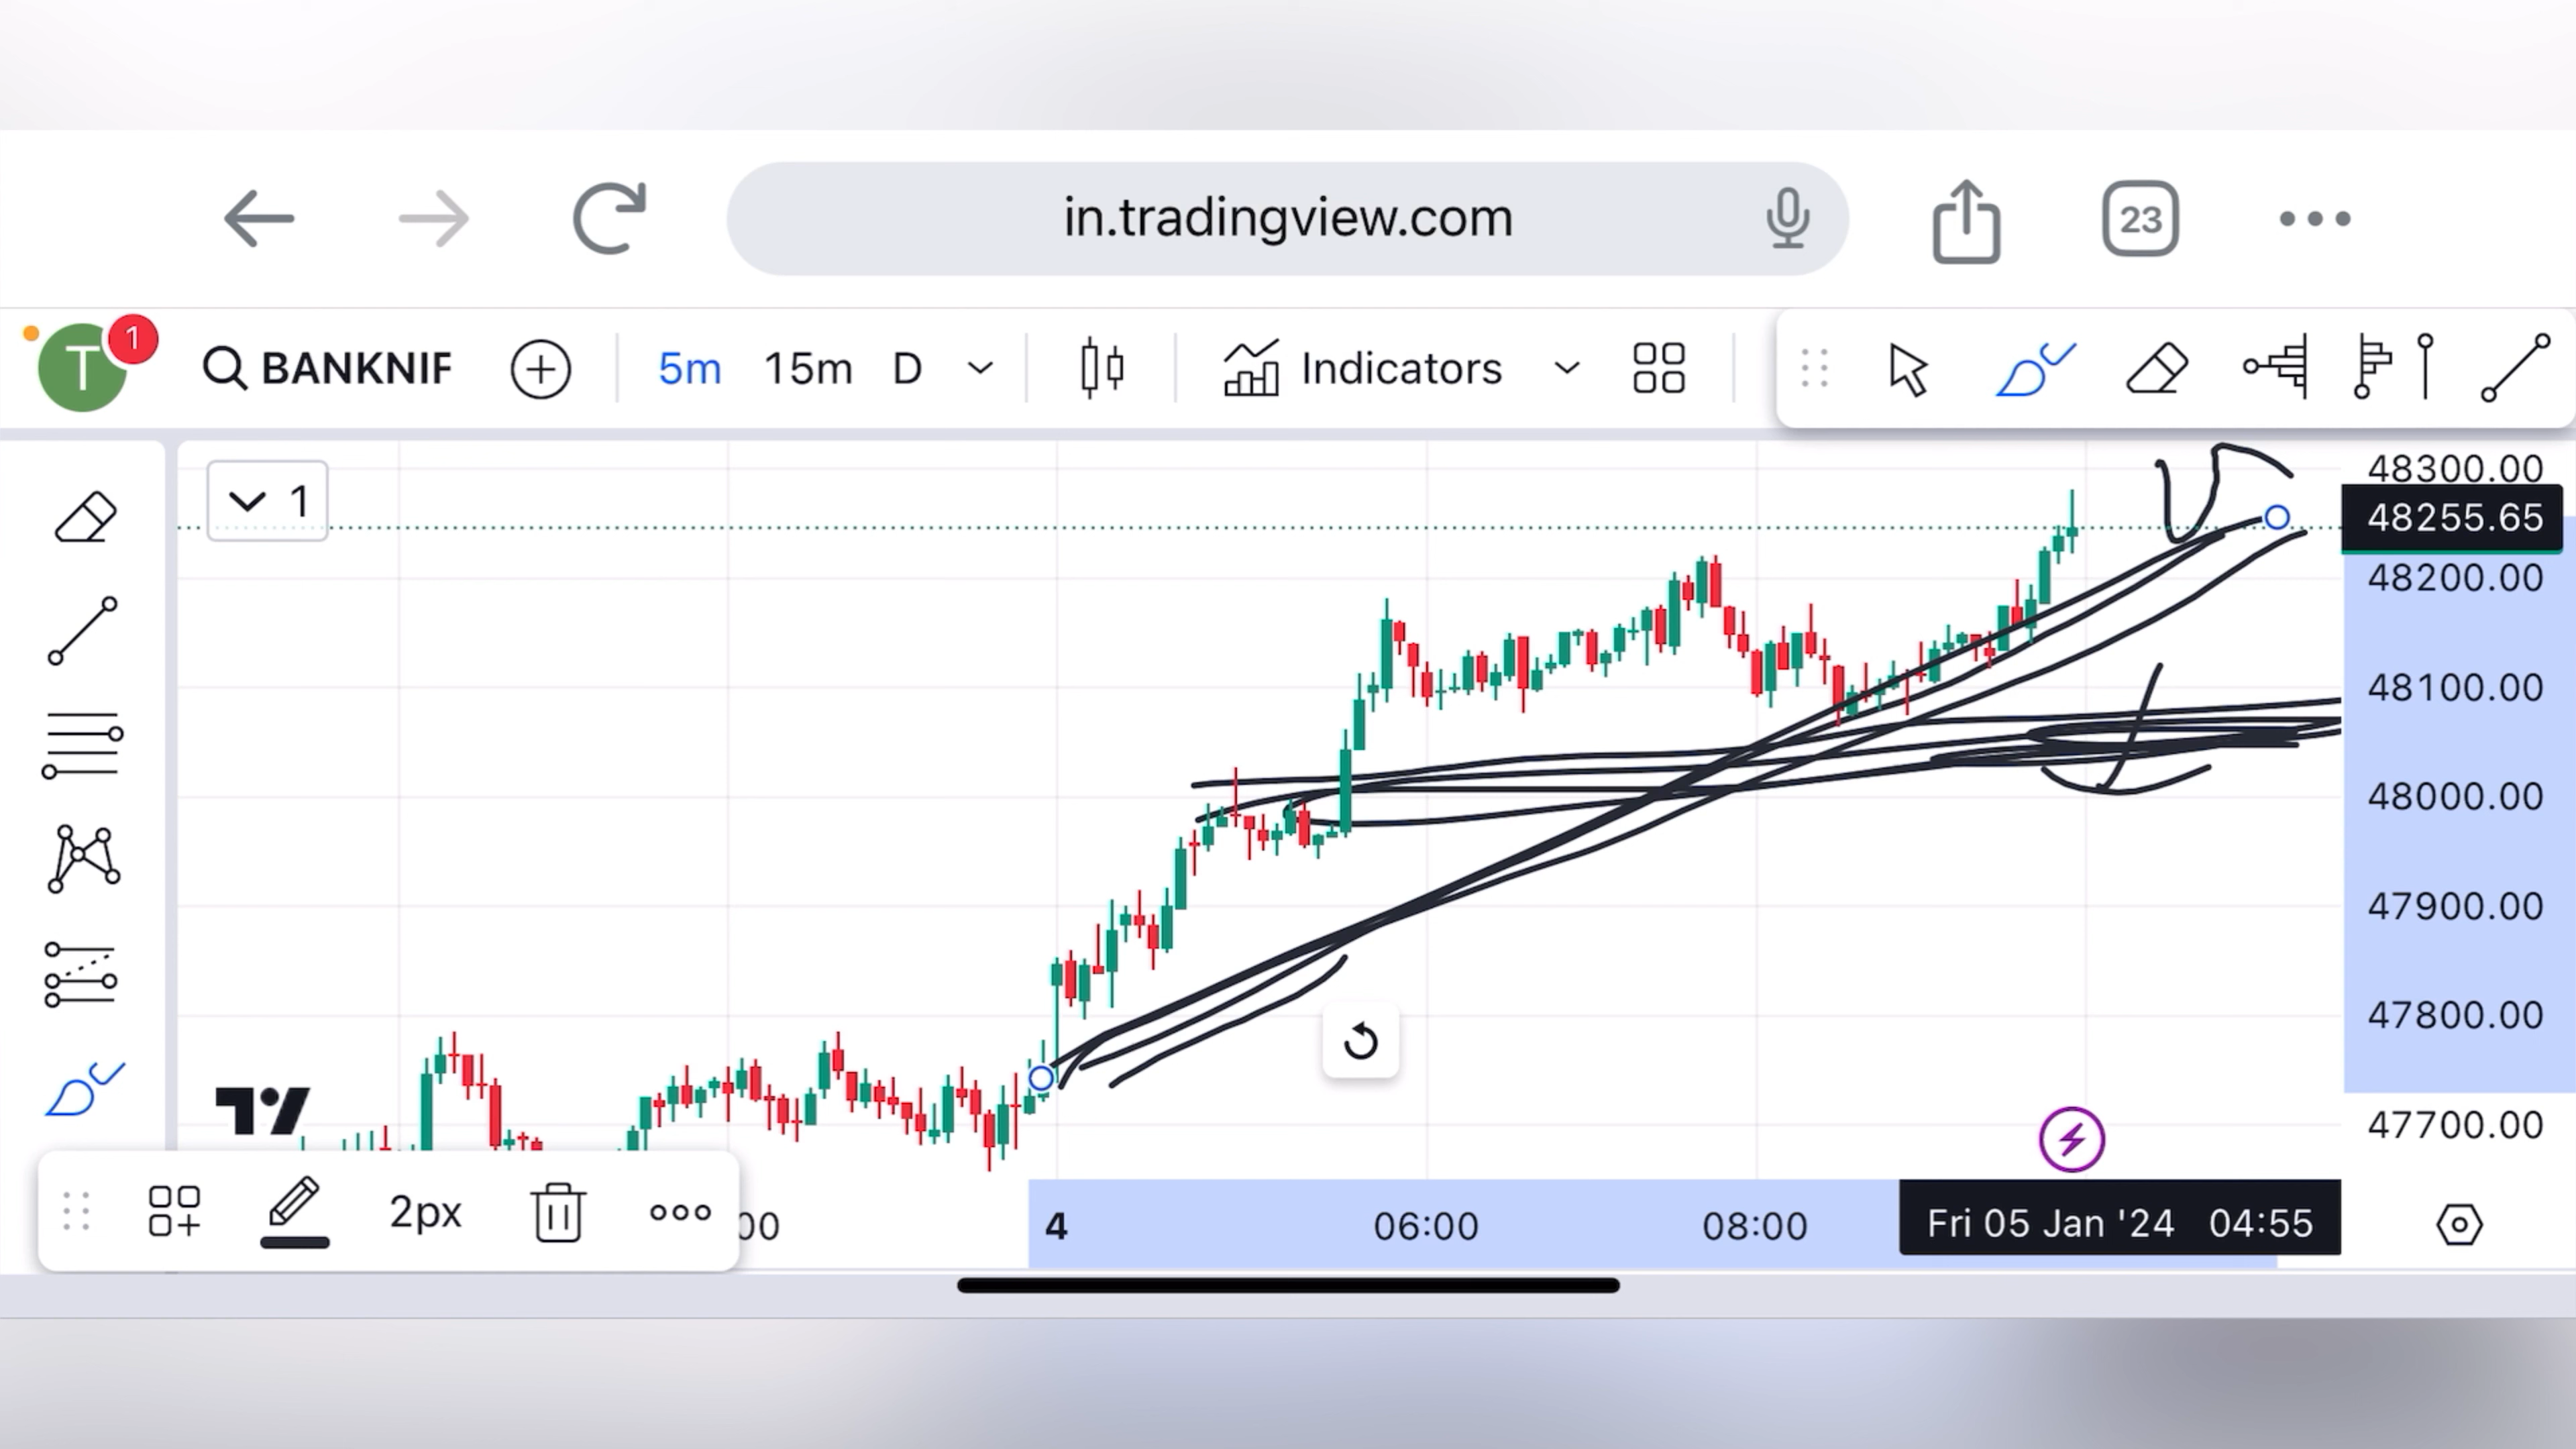 in.tradingview.com
23
T
1
BANKNIF
5m
15m
D
Indicators
1
48300.00
48255.65
48200.00
48100.00
48000.00
47900.00
47800.00
47700.00
2px
00
4
06:00
08:00
Fri 05 Jan '24 04:55